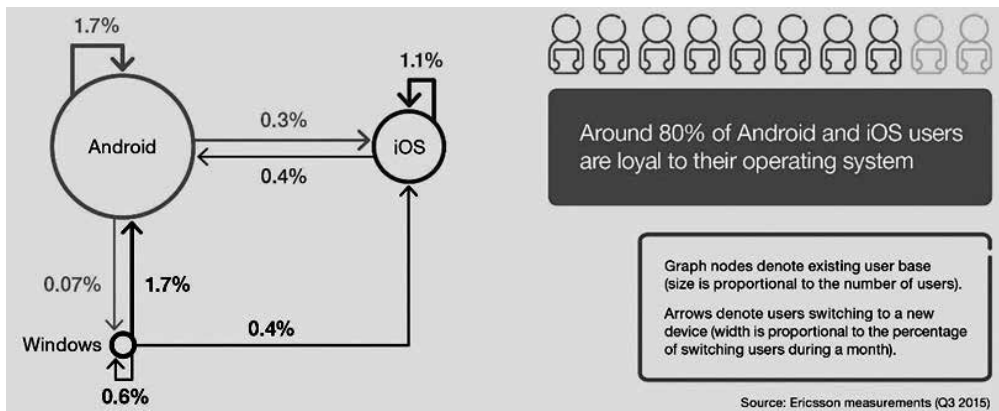 1.7%
1.1%
Android
0.3%
iOS
0.4%
0.07%
1.7%
0.4%
Windows
0.6%
Around 80% of Android and iOS users
are loyal to their operating system
Graph nodes denote existing user base
(size is proportional to the number of users).
Arrows denote users switching to a new
device (width is proportional to the percentage
of switching users during a month).
Source: Ericsson measurements (Q3 2015)